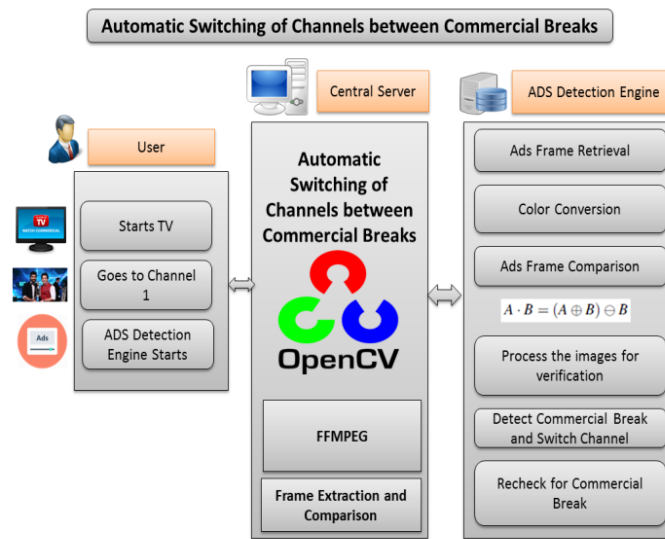 Automatic Switching of Channels between Commercial Breaks
User
TV
WATCH COMMERCIAL
Starts TV
Goes to Channel
1
Ads
ADS Detection
Engine Starts
Central Server
Automatic
Switching of
Channels between
Commercial Breaks
OpenCV
FFMPEG
Frame Extraction and
Comparison
ADS Detection Engine
Ads Frame Retrieval
Color Conversion
Ads Frame Comparison
A · B = (A ⊕ B) ⊖ B
Process the images for
verification
Detect Commercial Break
and Switch Channel
Recheck for Commercial
Break